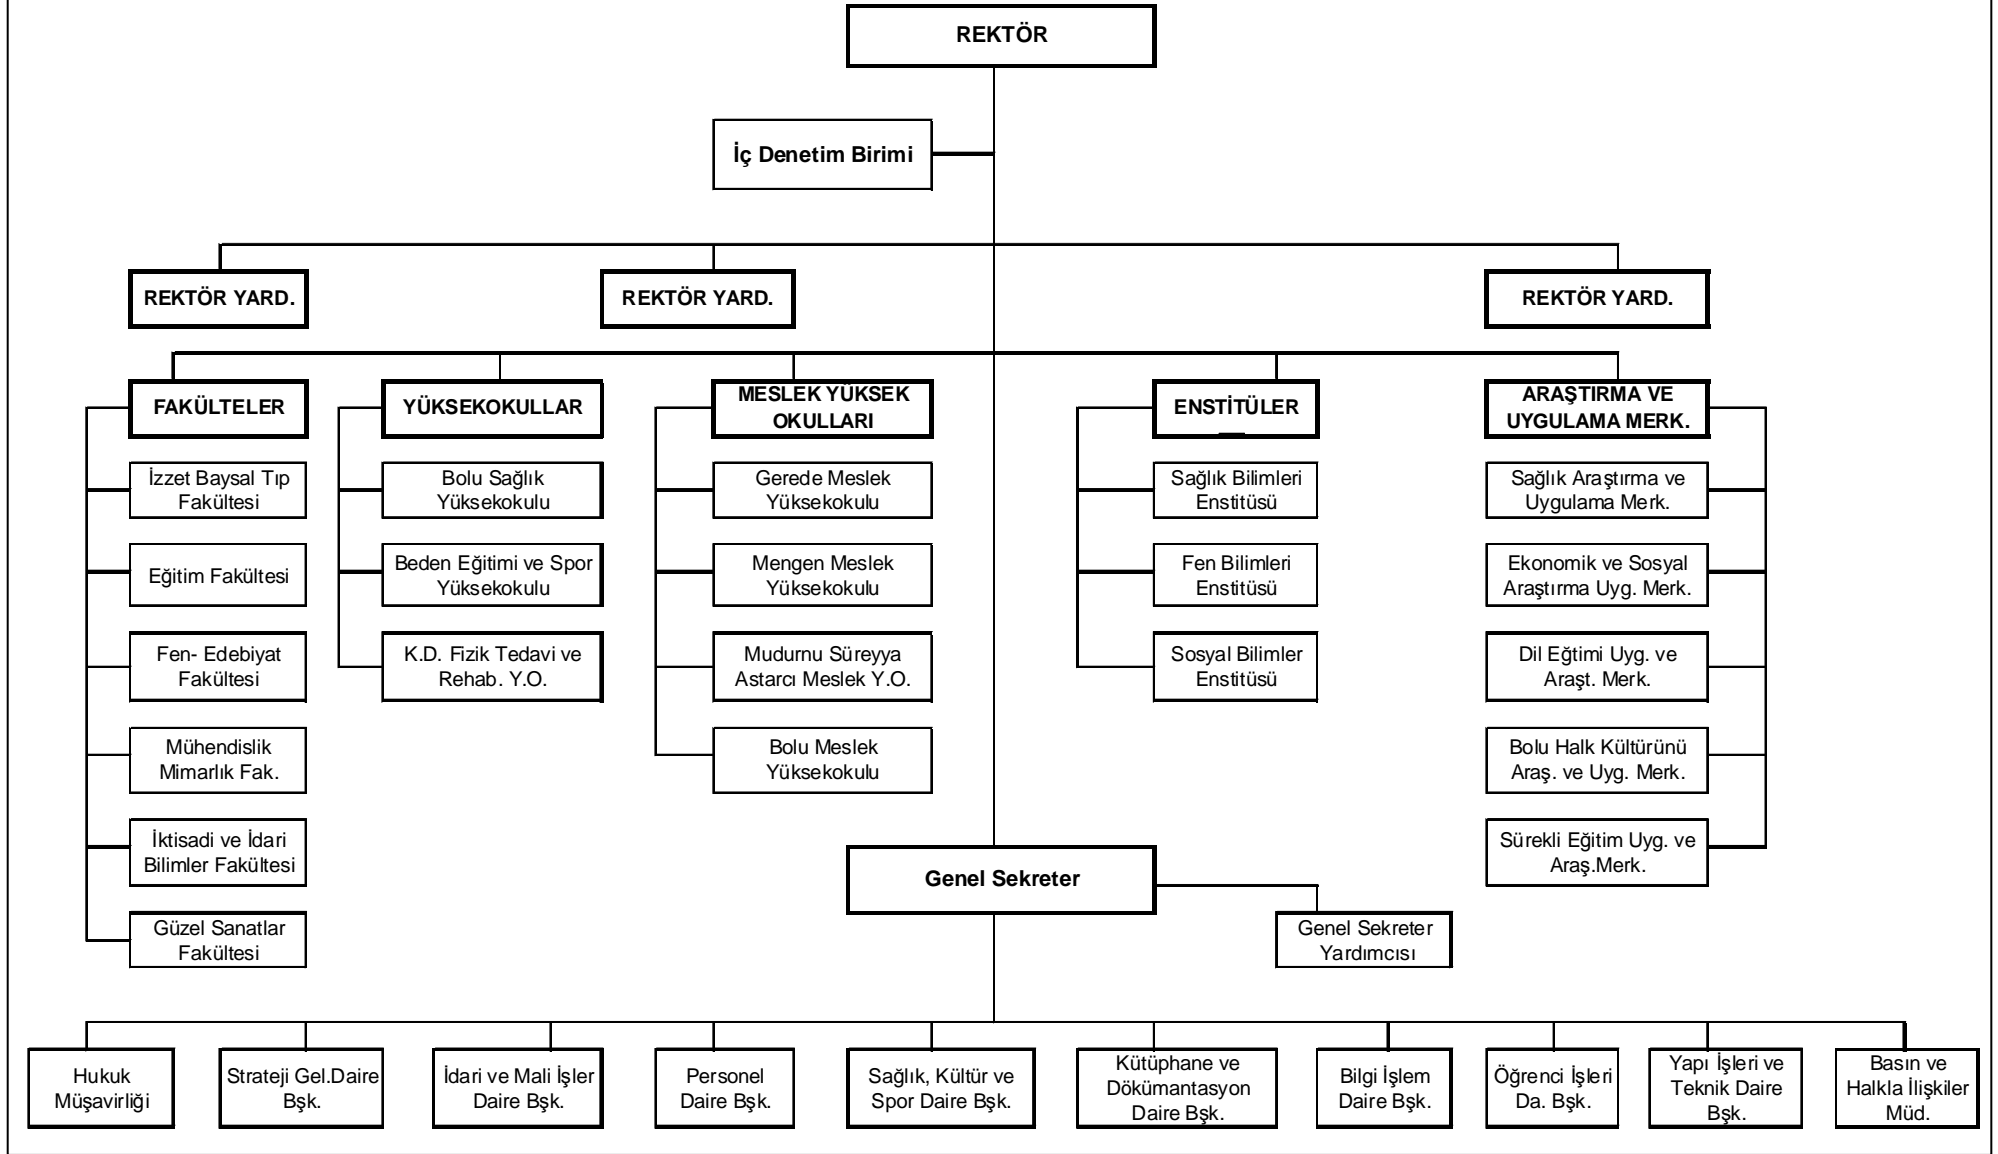 REKTÖR
İç Denetim Birimi
REKTÖR YARD.
REKTÖR YARD.
REKTÖR YARD.
FAKÜLTELER
YÜKSEKOKULLAR
MESLEK YÜKSEK
OKULLARI
ENSTİTÜLER
ARAŞTIRMA VE
UYGULAMA MERK.
İzzet Baysal Tıp
Fakültesi
Bolu Sağlık
Yüksekokulu
Gerede Meslek
Yüksekokulu
Sağlık Bilimleri
Enstitüsü
Sağlık Araştırma ve
Uygulama Merk.
Eğitim Fakültesi
Beden Eğitimi ve Spor
Yüksekokulu
Mengen Meslek
Yüksekokulu
Fen Bilimleri
Enstitüsü
Ekonomik ve Sosyal
Araştırma Uyg. Merk.
Fen- Edebiyat
Fakültesi
K.D. Fizik Tedavi ve
Rehab. Y.O.
Mudurnu Süreyya
Astarcı Meslek Y.O.
Sosyal Bilimler
Enstitüsü
Dil Eğtimi Uyg. ve
Araşt. Merk.
Mühendislik
Mimarlık Fak.
Bolu Meslek
Yüksekokulu
Bolu Halk Kültürünü
Araş. ve Uyg. Merk.
İktisadi ve İdari
Bilimler Fakültesi
Sürekli Eğitim Uyg. ve
Araş.Merk.
Genel Sekreter
Güzel Sanatlar
Fakültesi
Genel Sekreter
Yardımcısı
Hukuk
Müşavirliği
Strateji Gel.Daire
Bşk.
İdari ve Mali İşler
Daire Bşk.
Personel
Daire Bşk.
Sağlık, Kültür ve
Spor Daire Bşk.
Kütüphane ve
Dökümantasyon
Daire Bşk.
Bilgi İşlem
Daire Bşk.
Öğrenci İşleri
Da. Bşk.
Yapı İşleri ve
Teknik Daire
Bşk.
Basın ve
Halkla İlişkiler
Müd.